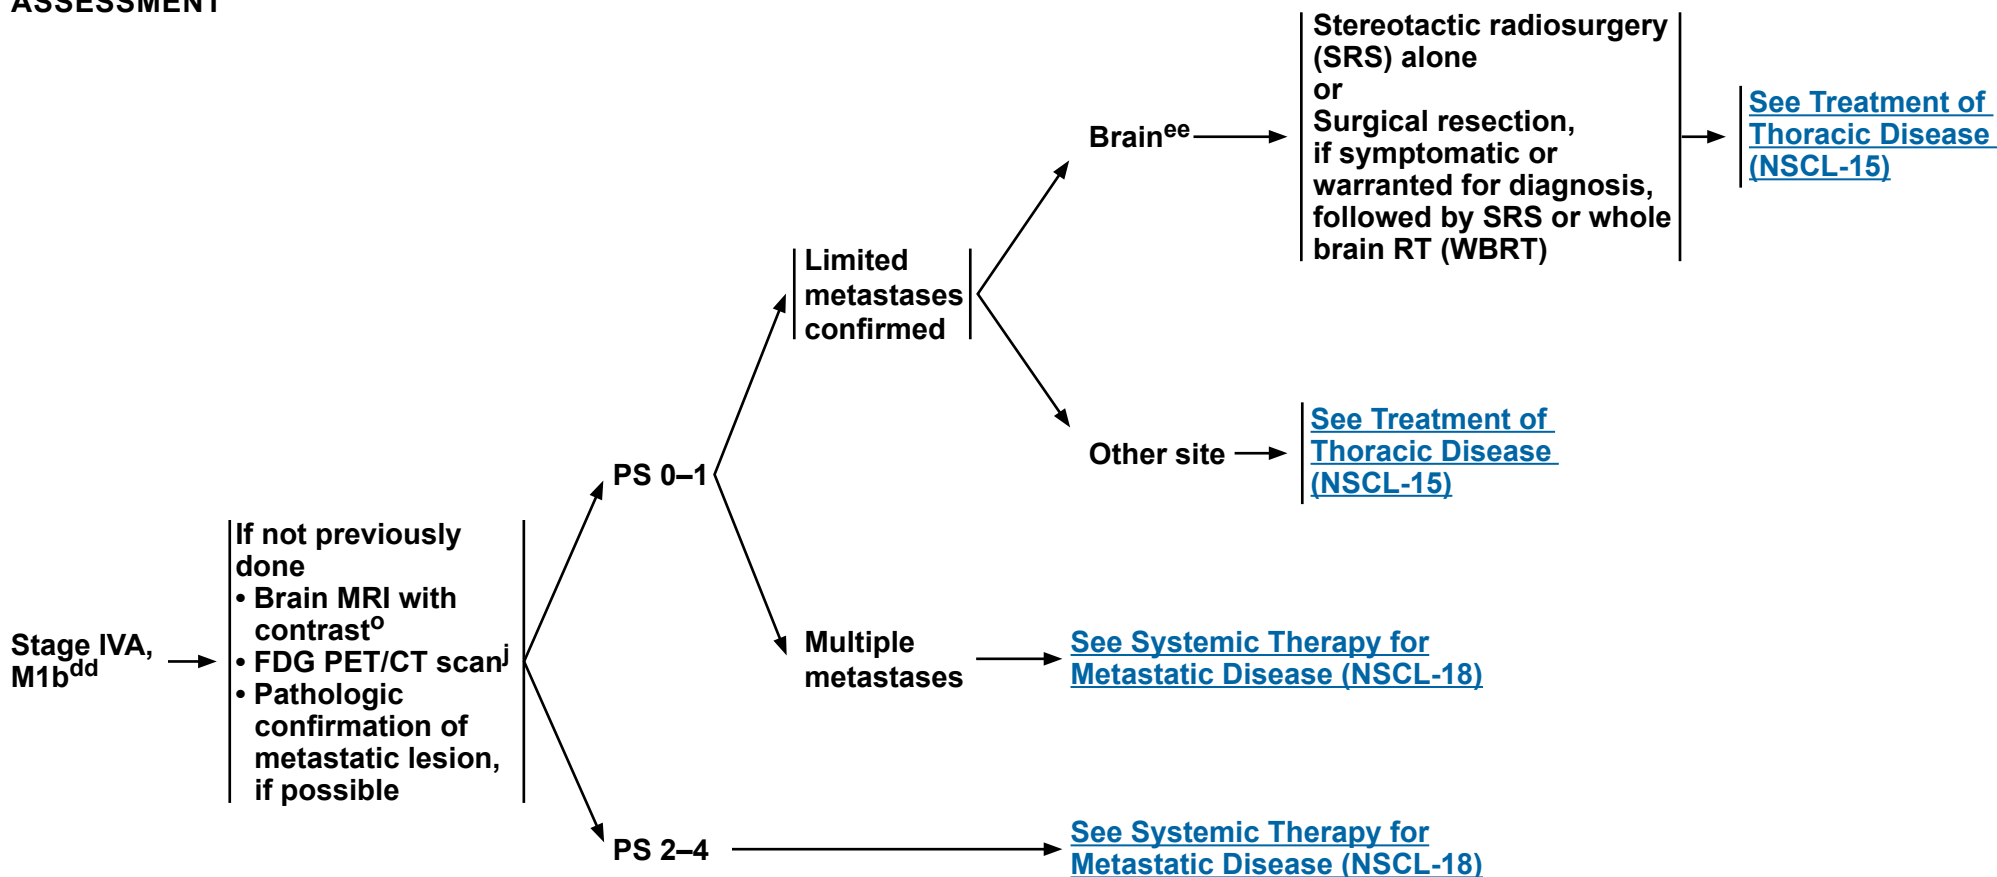 ASSESSMENT
Stage IVA,
M1bdd
If not previously
done
• Brain MRI with
contrasto
• FDG PET/CT scanj
• Pathologic
confirmation of
metastatic lesion,
if possible
PS 0–1
Limited
metastases
confirmed
Brainee
Stereotactic radiosurgery
(SRS) alone
or
Surgical resection,
if symptomatic or
warranted for diagnosis,
followed by SRS or whole
brain RT (WBRT)
See Treatment of
Thoracic Disease
(NSCL-15)
Other site
See Treatment of
Thoracic Disease
(NSCL-15)
Multiple
metastases
See Systemic Therapy for
Metastatic Disease (NSCL-18)
PS 2–4
See Systemic Therapy for
Metastatic Disease (NSCL-18)